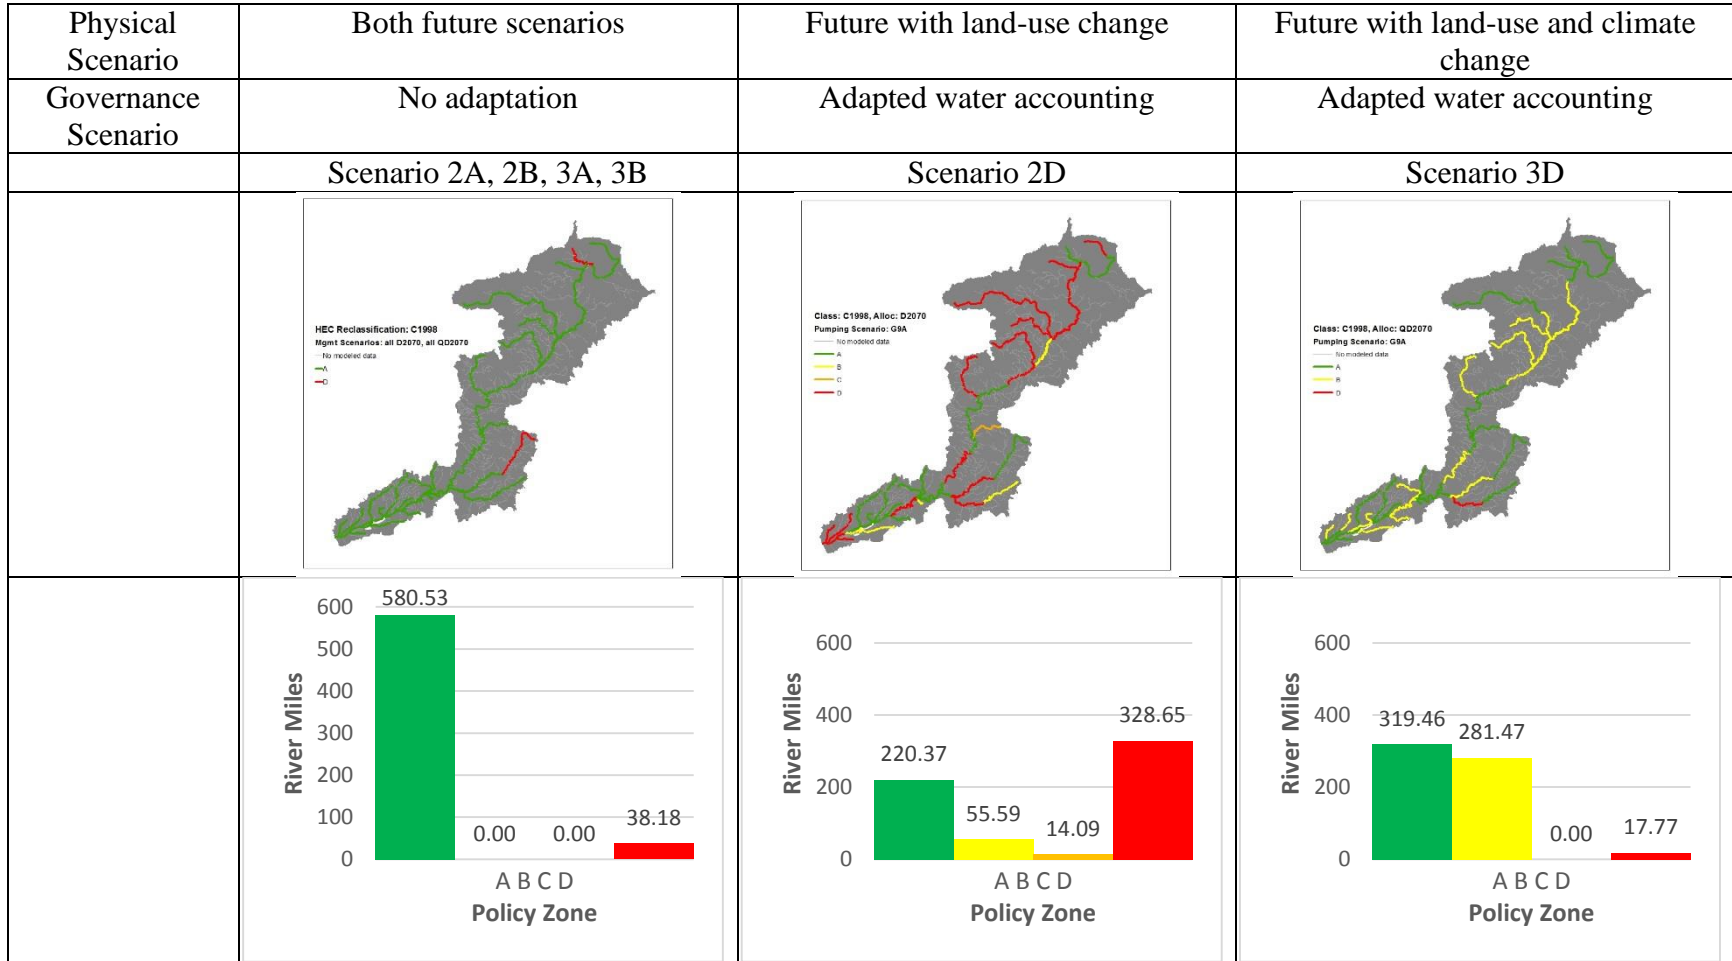 Physical
Scenario
Both future scenarios
Future with land-use change
Future with land-use and climate
change
Governance
Scenario
No adaptation
Adapted water accounting
Adapted water accounting
Scenario 2A, 2B, 3A, 3B
Scenario 2D
Scenario 3D
HEC Reclassification: C1998
Mgmt Scenarios: all D2070, all QD2070
No modeled data
A
D
Class: C1998, Alloc: D2070
Pumping Scenario: G9A
No modeled data
A
B
C
D
Class: C1998, Alloc: QD2070
Pumping Scenario: G9A
No modeled data
A
B
D
600
500
400
300
200
100
0
River Miles
580.53
0.00
0.00
38.18
A B C D
Policy Zone
600
400
200
0
River Miles
220.37
55.59
14.09
328.65
A B C D
Policy Zone
600
400
200
0
River Miles
319.46
281.47
0.00
17.77
A B C D
Policy Zone